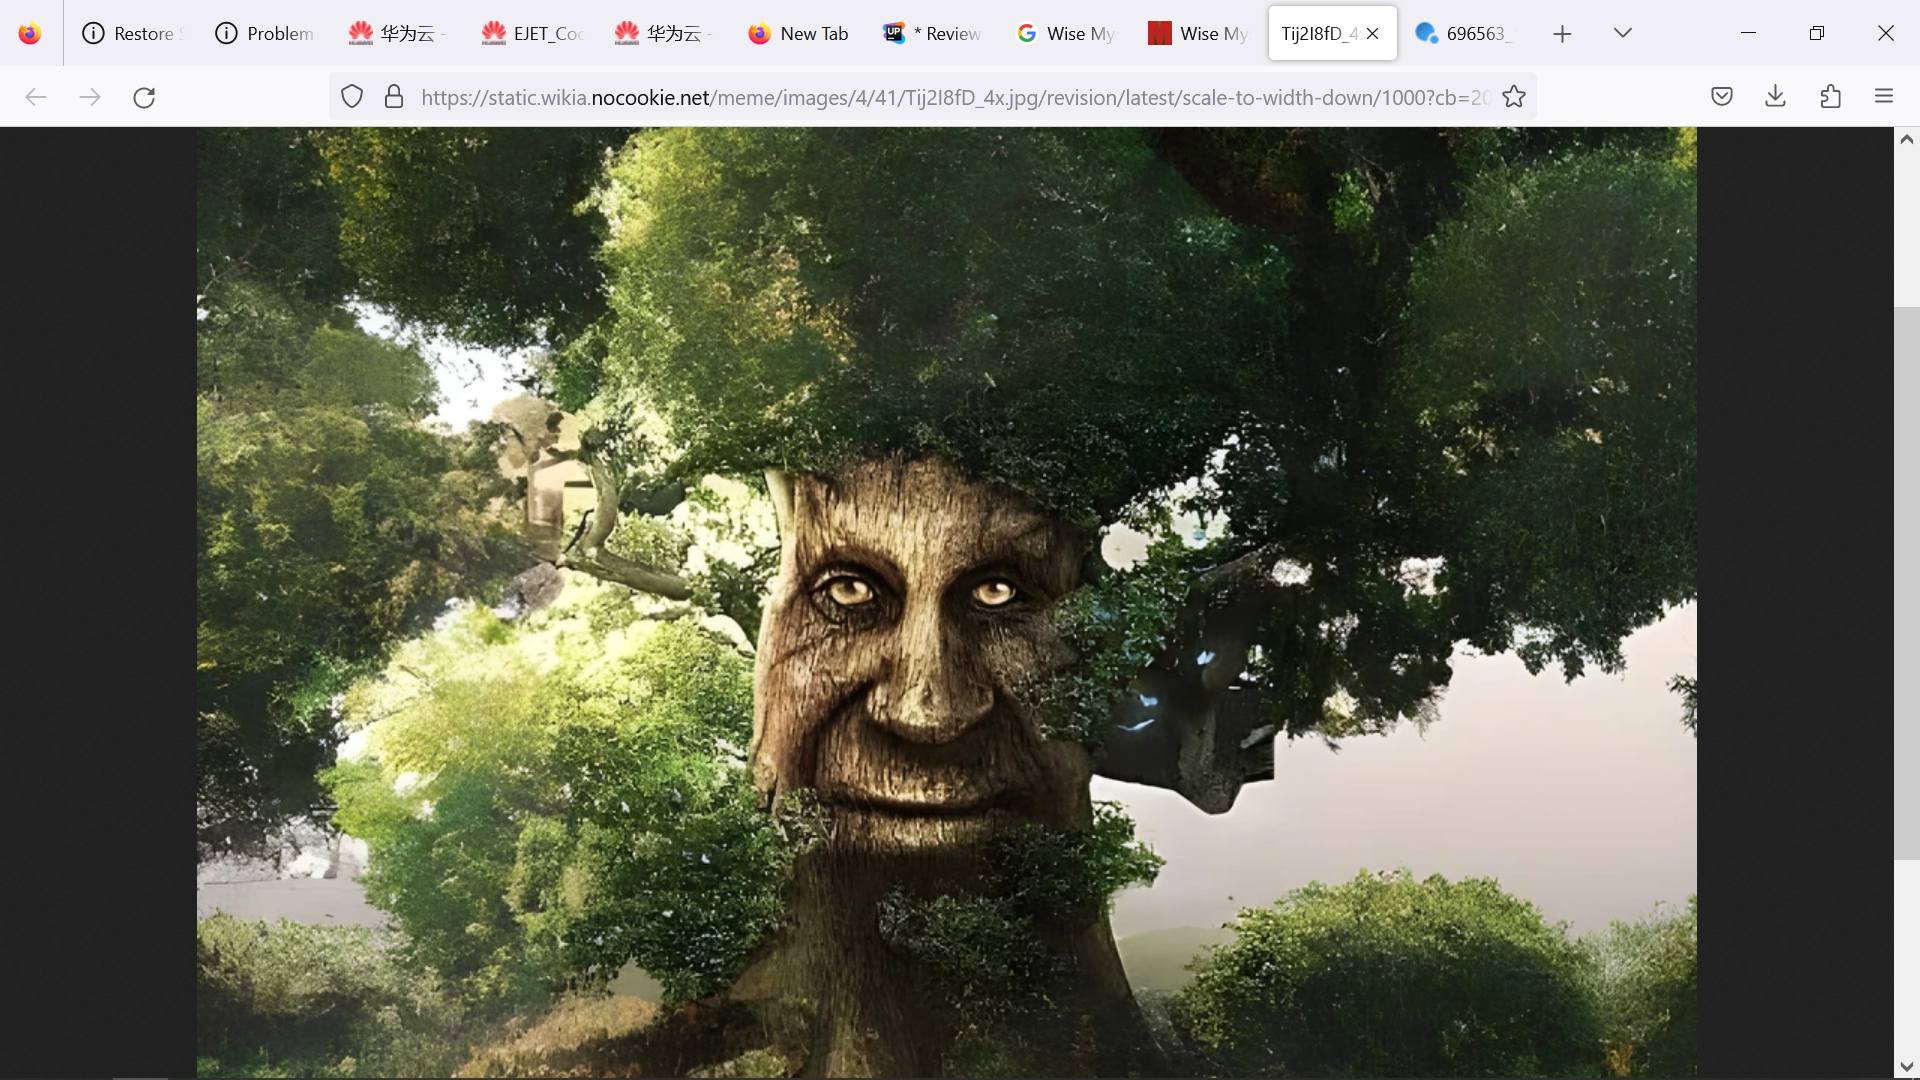 Restore
Problem
华为云 -
EJET_Co
华为云 -
New Tab
* Review
Wise My
Wise My
Tij2I8fD_4
696563_
https://static.wikia.nocookie.net/meme/images/4/41/Tij2I8fD_4x.jpg/revision/latest/scale-to-width-down/1000?cb=20